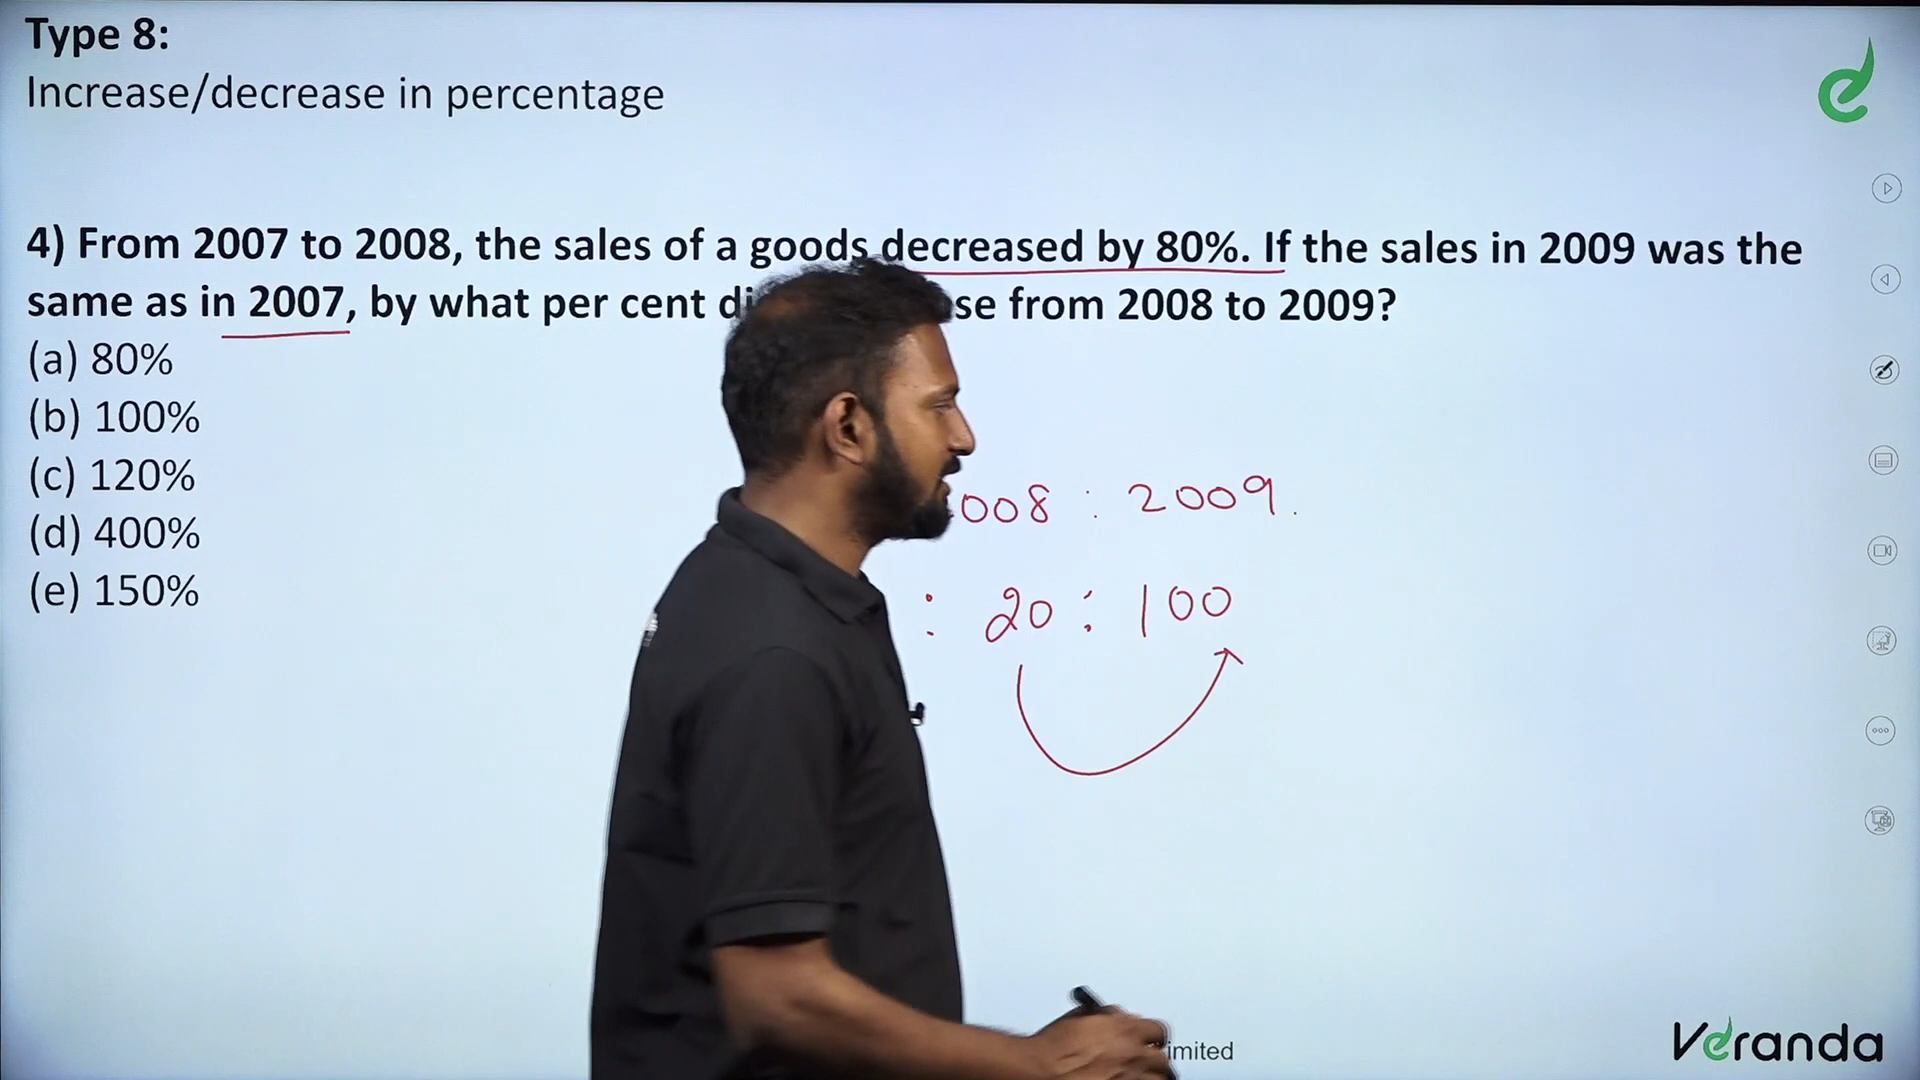 Type 8:
Increase/decrease in percentage
4) From 2007 to 2008, the sales of a goods decreased by 80%. If the sales in 2009 was the
same as in 2007, by what per cent from 2008 to 2009?
(a) 80%
(b) 100%
(c) 120%
(d) 400%
(e) 150%
008 : 2009.
: 20 : 100
imited
Veranda